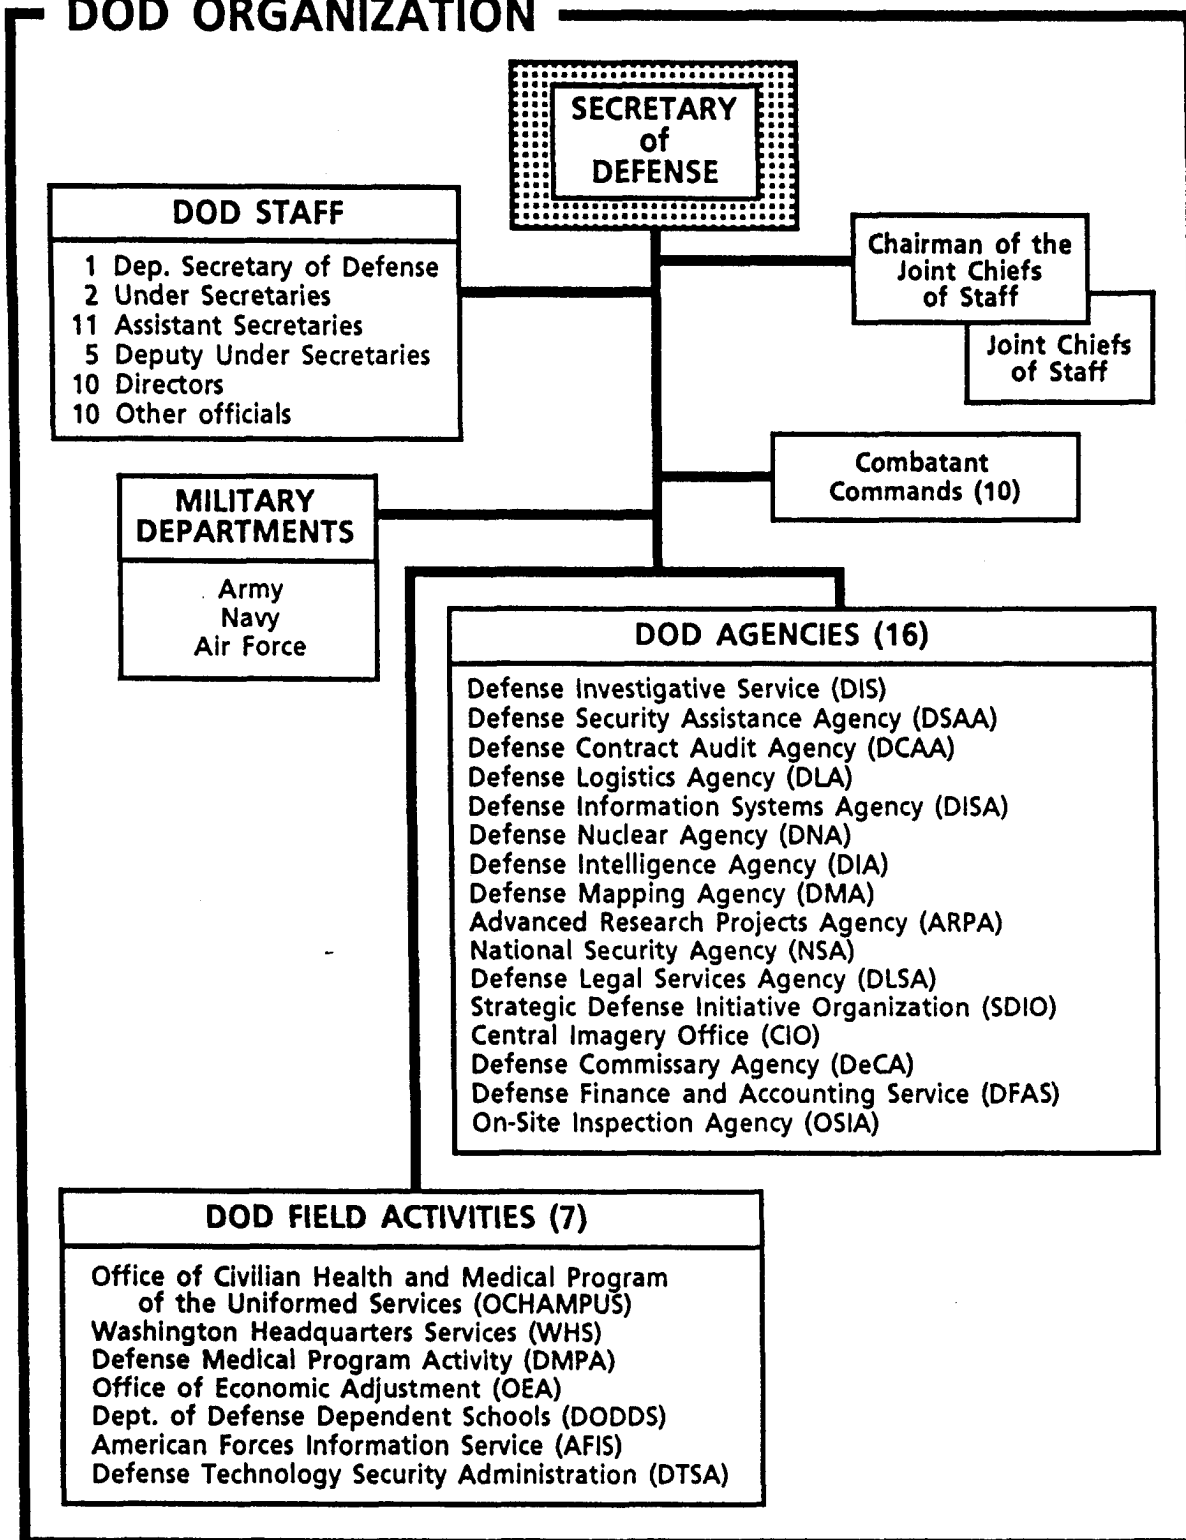 DOD ORGANIZATION
SECRETARY
of
DEFENSE
DOD STAFF
1 Dep. Secretary of Defense
2 Under Secretaries
11 Assistant Secretaries
5 Deputy Under Secretaries
10 Directors
10 Other officials
Chairman of the
Joint Chiefs
of Staff
Joint Chiefs
of Staff
Combatant
Commands (10)
MILITARY
DEPARTMENTS
Army
Navy
Air Force
DOD AGENCIES (16)
Defense Investigative Service (DIS)
Defense Security Assistance Agency (DSAA)
Defense Contract Audit Agency (DCAA)
Defense Logistics Agency (DLA)
Defense Information Systems Agency (DISA)
Defense Nuclear Agency (DNA)
Defense Intelligence Agency (DIA)
Defense Mapping Agency (DMA)
Advanced Research Projects Agency (ARPA)
National Security Agency (NSA)
Defense Legal Services Agency (DLSA)
Strategic Defense Initiative Organization (SDIO)
Central Imagery Office (CIO)
Defense Commissary Agency (DeCA)
Defense Finance and Accounting Service (DFAS)
On-Site Inspection Agency (OSIA)
DOD FIELD ACTIVITIES (7)
Office of Civilian Health and Medical Program
of the Uniformed Services (OCHAMPUS)
Washington Headquarters Services (WHS)
Defense Medical Program Activity (DMPA)
Office of Economic Adjustment (OEA)
Dept. of Defense Dependent Schools (DODDS)
American Forces Information Service (AFIS)
Defense Technology Security Administration (DTSA)